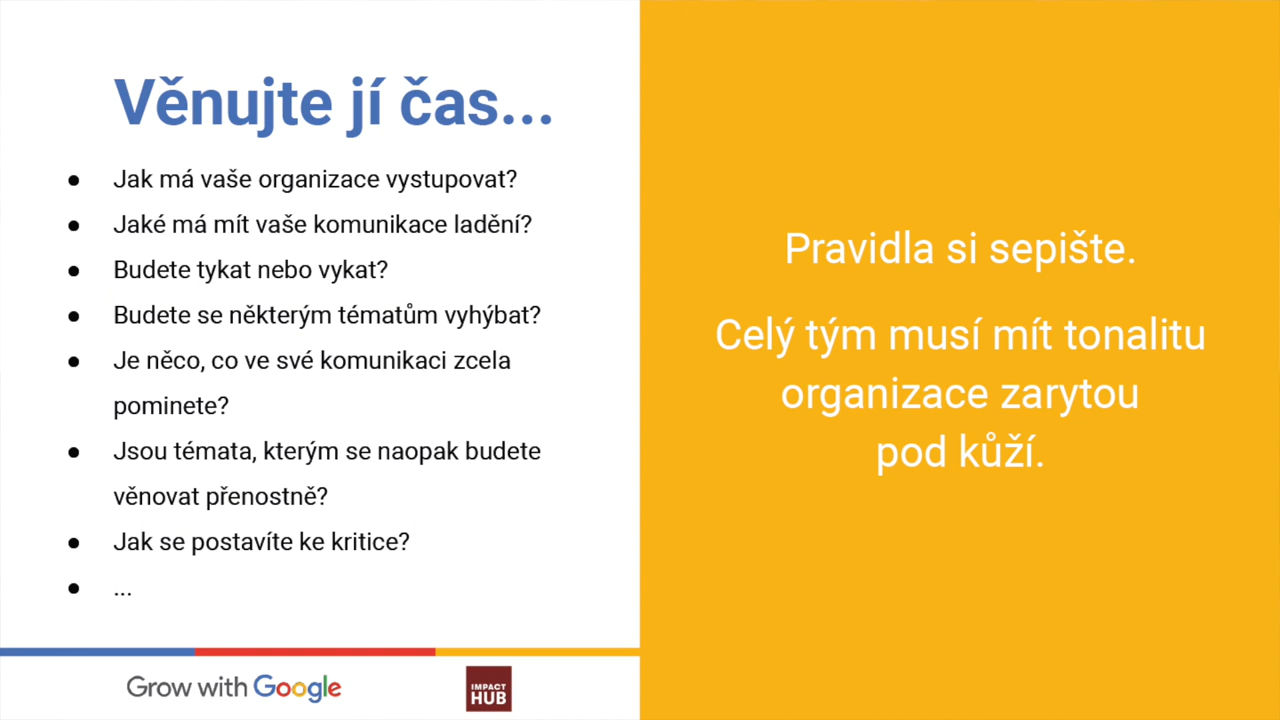 Věnujte jí čas...
● Jak má vaše organizace vystupovat?
● Jaké má mít vaše komunikace ladění?
● Budete tykat nebo vykat?
● Budete se některým tématům vyhýbat?
● Je něco, co ve své komunikaci zcela
pominete?
● Jsou témata, kterým se naopak budete
věnovat přenostně?
● Jak se postavíte ke kritice?
● ...
Grow with Google
IMPACT
HUB
Pravidla si sepište.
Celý tým musí mít tonalitu
organizace zarytou
pod kůží.